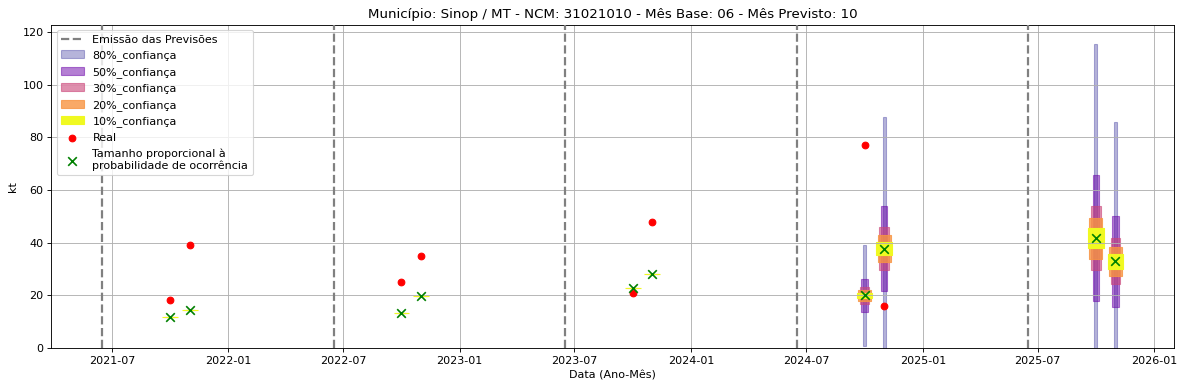 Município: Sinop / MT - NCM: 31021010 - Mês Base: 06 - Mês Previsto: 10
120
100
80
60
40
20
0
kt
Emissão das Previsões
80%_confiança
50%_confiança
30%_confiança
20%_confiança
10%_confiança
Real
Tamanho proporcional à
probabilidade de ocorrência
2021-07 2022-01 2022-07 2023-01 2023-07 2024-01 2024-07 2025-01 2025-07 2026-01
Data (Ano-Mês)